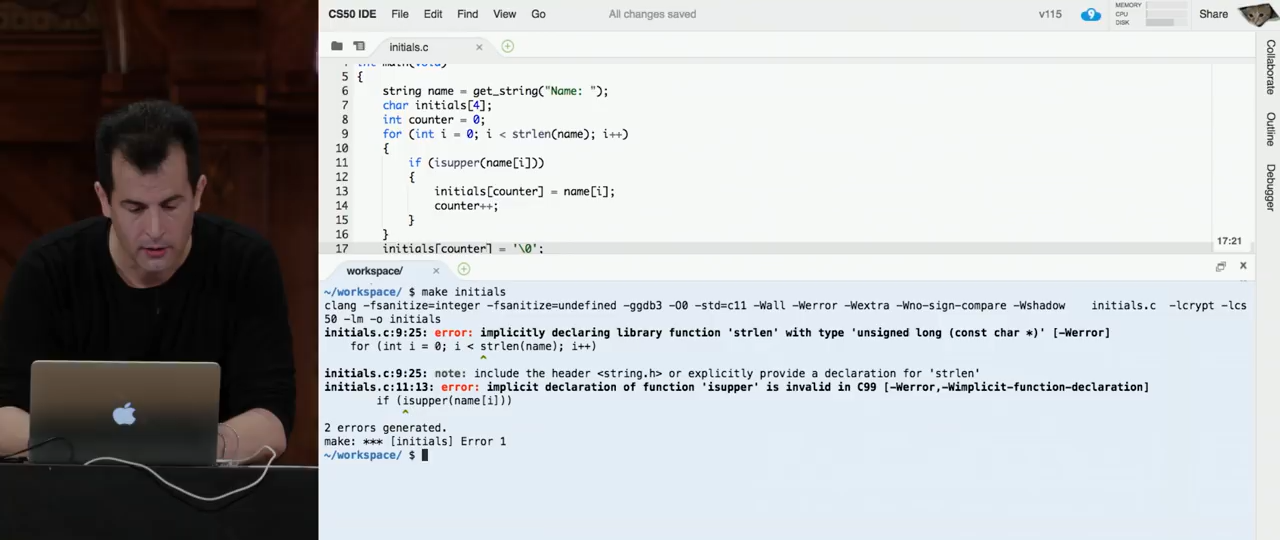 CS50 IDE File Edit Find View Go All changes saved v115 9 MEMORY CPU DISK Share
initials.c
int main(void)
5 {
6 string name = get_string("Name: ");
7 char initials[4];
8 int counter = 0;
9 for (int i = 0; i < strlen(name); i++)
10 {
11 if (isupper(name[i]))
12 {
13 initials[counter] = name[i];
14 counter++;
15 }
16 }
17 initials[counter] = '\0';
17:21
Collaborate
Outline
Debugger
workspace/
~/workspace/ $ make initials
clang -fsanitize=integer -fsanitize=undefined -ggdb3 -O0 -std=c11 -Wall -Werror -Wextra -Wno-sign-compare -Wshadow initials.c -lcrypt -lcs
50 -lm -o initials
initials.c:9:25: error: implicitly declaring library function 'strlen' with type 'unsigned long (const char *)' [-Werror]
for (int i = 0; i < strlen(name); i++)
^
initials.c:9:25: note: include the header <string.h> or explicitly provide a declaration for 'strlen'
initials.c:11:13: error: implicit declaration of function 'isupper' is invalid in C99 [-Werror,-Wimplicit-function-declaration]
if (isupper(name[i]))
^
2 errors generated.
make: *** [initials] Error 1
~/workspace/ $